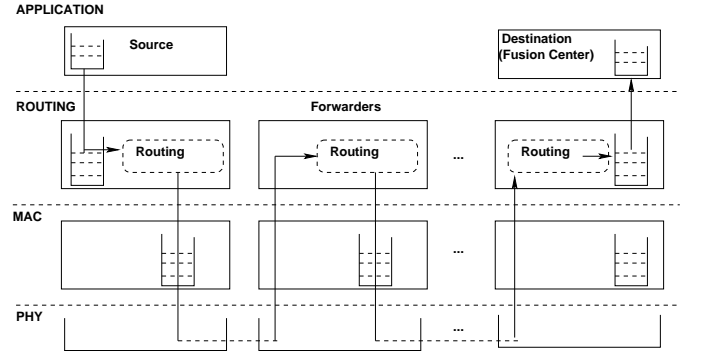 APPLICATION
Source
Destination
(Fusion Center)
ROUTING
Forwarders
Routing
Routing
...
Routing
MAC
...
PHY
...